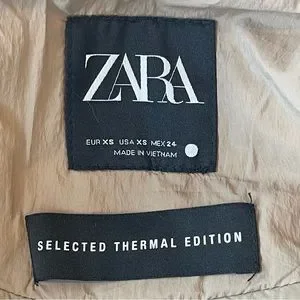 ZARA
EUR XS USA XS MEX 24
MADE IN VIETNAM
SELECTED THERMAL EDITION